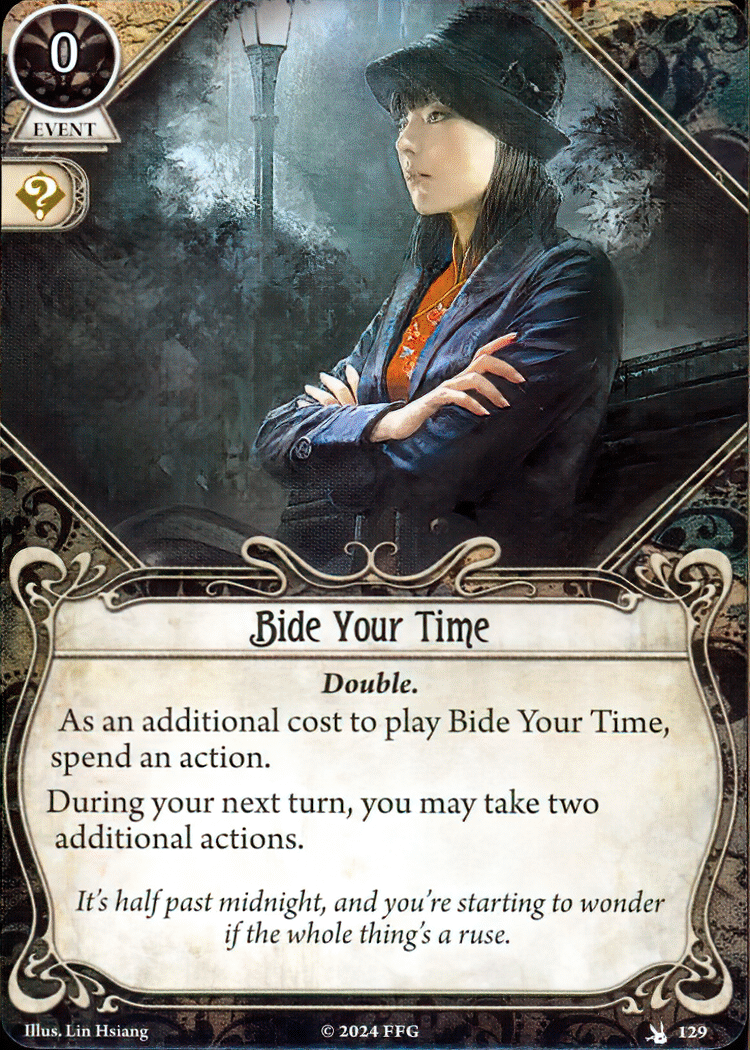 0
EVENT
?
Bide Your Time
Double.
As an additional cost to play Bide Your Time,
spend an action.
During your next turn, you may take two
additional actions.
It's half past midnight, and you're starting to wonder
if the whole thing's a ruse.
Illus. Lin Hsiang
© 2024 FFG
129